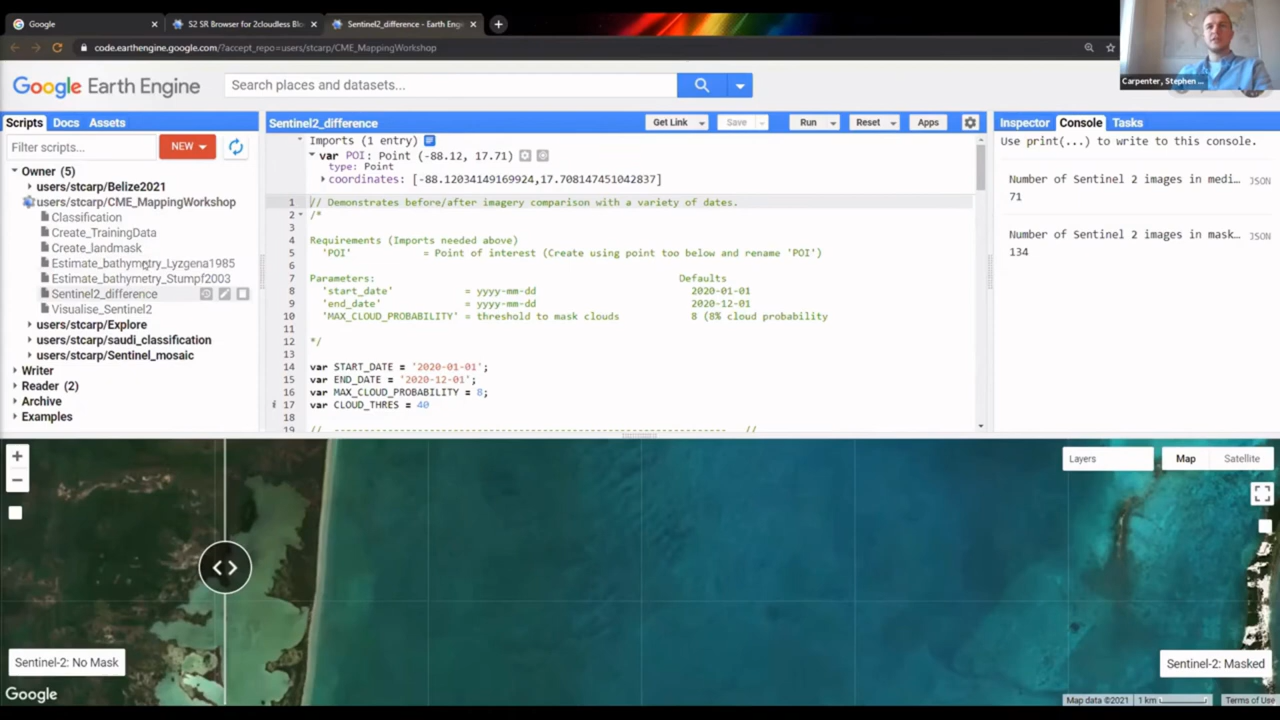 Google
S2 SR Browser for 2cloudless Blo
Sentinel2_difference - Earth Engin
code.earthengine.google.com/?accept_repo=users/stcarp/CME_MappingWorkshop
Carpenter, Stephen ...
Google Earth Engine
Search places and datasets...
Scripts Docs Assets
Filter scripts...
NEW
Owner (5)
users/stcarp/Belize2021
users/stcarp/CME_MappingWorkshop
Classification
Create_TrainingData
Create_landmask
Estimate_bathymetry_Lyzgena1985
Estimate_bathymetry_Stumpf2003
Sentinel2_difference
Visualise_Sentinel2
users/stcarp/Explore
users/stcarp/saudi_classification
users/stcarp/Sentinel_mosaic
Writer
Reader (2)
Archive
Examples
Sentinel2_difference
Get Link Save Run Reset Apps
Imports (1 entry)
var POI: Point (-88.12, 17.71)
type: Point
coordinates: [-88.12034149169924,17.708147451042837]
1 // Demonstrates before/after imagery comparison with a variety of dates.
2 /*
3
4 Requirements (Imports needed above)
5 'POI' = Point of interest (Create using point too below and rename 'POI')
6
7 Parameters: Defaults
8 'start_date' = yyyy-mm-dd 2020-01-01
9 'end_date' = yyyy-mm-dd 2020-12-01
10 'MAX_CLOUD_PROBABILITY' = threshold to mask clouds 8 (8% cloud probability
11
12 */
13
14 var START_DATE = '2020-01-01';
15 var END_DATE = '2020-12-01';
16 var MAX_CLOUD_PROBABILITY = 8;
i 17 var CLOUD_THRES = 40
18
19 // ------------------------------------------------------------------ //
Inspector Console Tasks
Use print(...) to write to this console.
Number of Sentinel 2 images in medi... JSON
71
Number of Sentinel 2 images in mask... JSON
134
Layers
Map Satellite
Sentinel-2: No Mask
Sentinel-2: Masked
Google
Map data ©2021 1 km Terms of Use